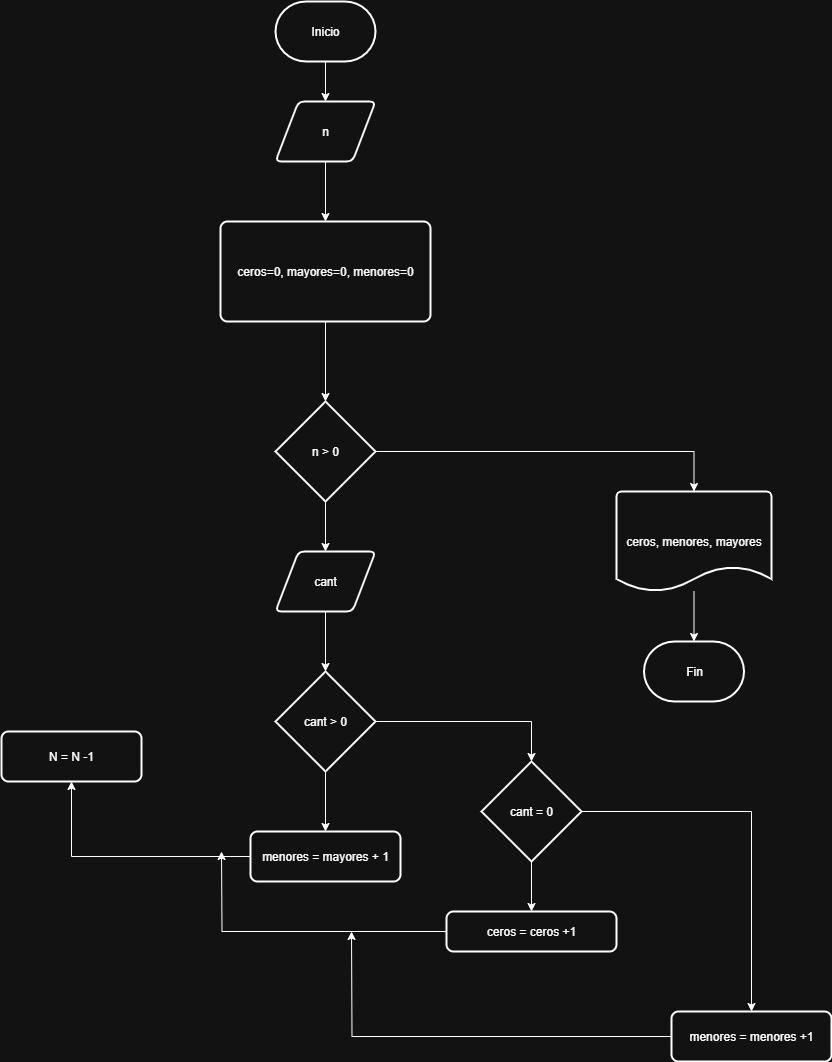 Inicio
n
ceros=0, mayores=0, menores=0
n > 0
ceros, menores, mayores
cant
Fin
cant > 0
N = N -1
cant = 0
menores = mayores + 1
ceros = ceros +1
menores = menores +1